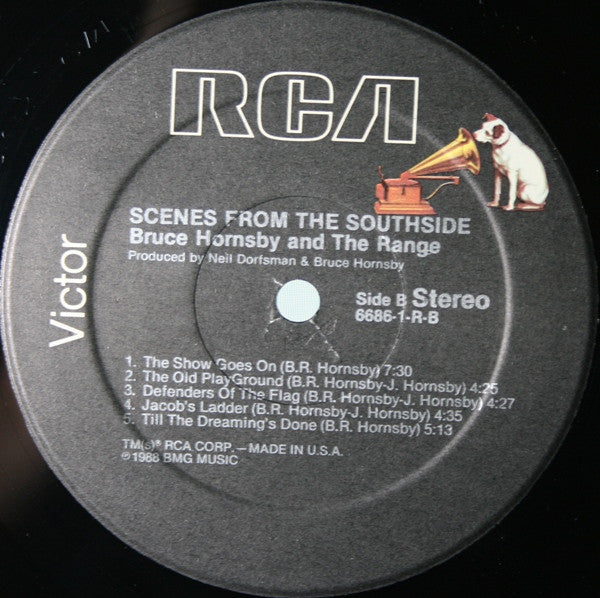 RCA
Victor
SCENES FROM THE SOUTHSIDE
Bruce Hornsby and The Range
Produced by Neil Dorfsman & Bruce Hornsby
Side B Stereo
6686-1-R-B
1. The Show Goes On (B.R. Hornsby) 7:30
2. The Old PlayGround (B.R. Hornsby-J. Hornsby) 4:25
3. Defenders Of The Flag (B.R. Hornsby-J. Hornsby) 4:27
4. Jacob's Ladder (B.R. Hornsby-J. Hornsby) 4:35
5. Till The Dreaming's Done (B.R. Hornsby) 5:13
TM(s)® RCA CORP.—MADE IN U.S.A.
℗1988 BMG MUSIC